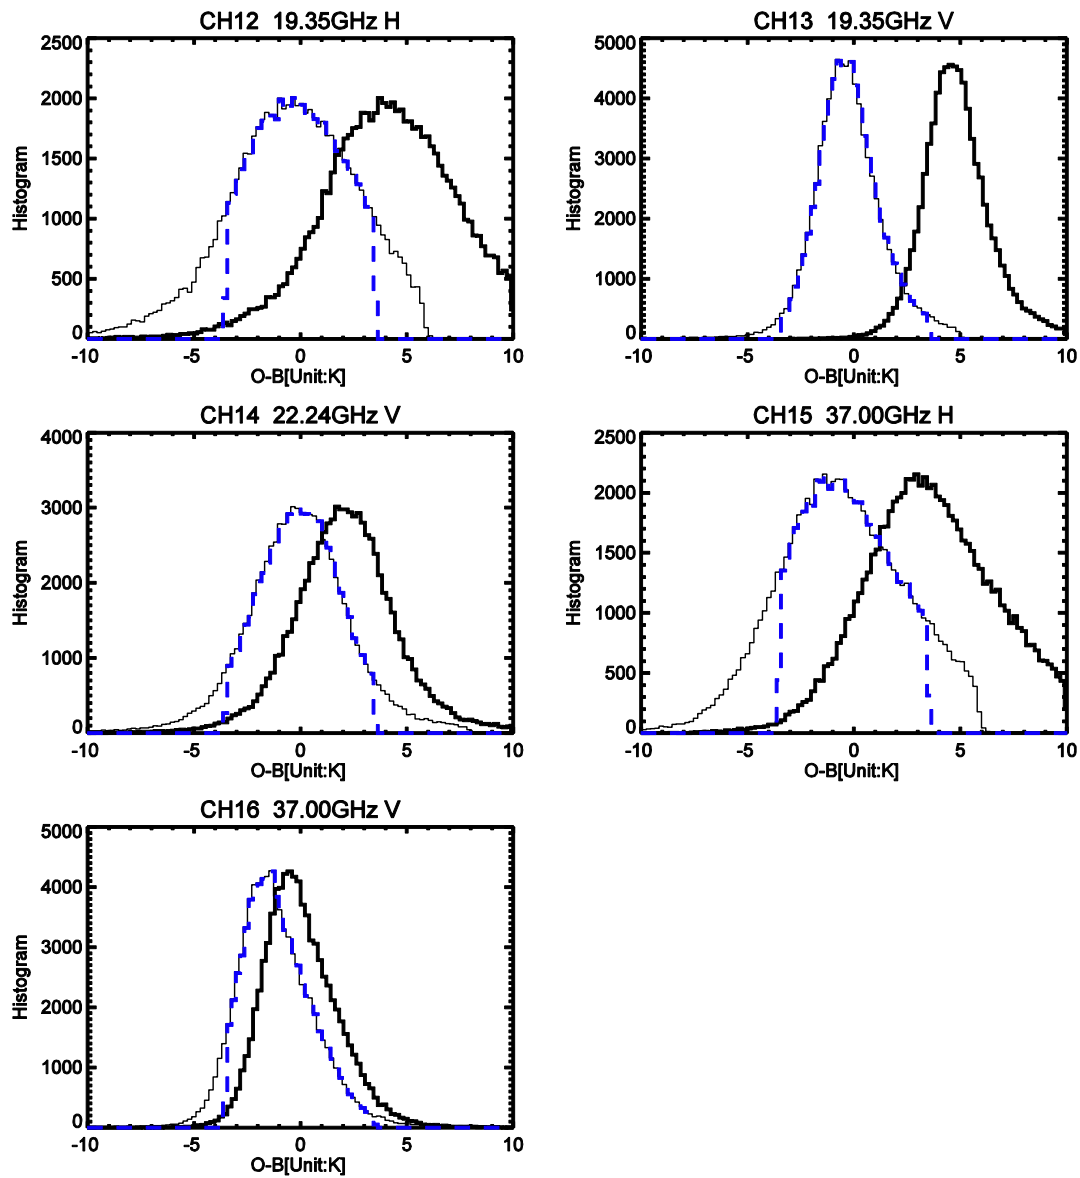 CH12 19.35GHz H
2500
2000
1500
1000
500
0
Histogram
-10 -5 0 5 10
O-B[Unit:K]
CH13 19.35GHz V
5000
4000
3000
2000
1000
0
Histogram
-10 -5 0 5 10
O-B[Unit:K]
CH14 22.24GHz V
4000
3000
2000
1000
0
Histogram
-10 -5 0 5 10
O-B[Unit:K]
CH15 37.00GHz H
2500
2000
1500
1000
500
0
Histogram
-10 -5 0 5 10
O-B[Unit:K]
CH16 37.00GHz V
5000
4000
3000
2000
1000
0
Histogram
-10 -5 0 5 10
O-B[Unit:K]